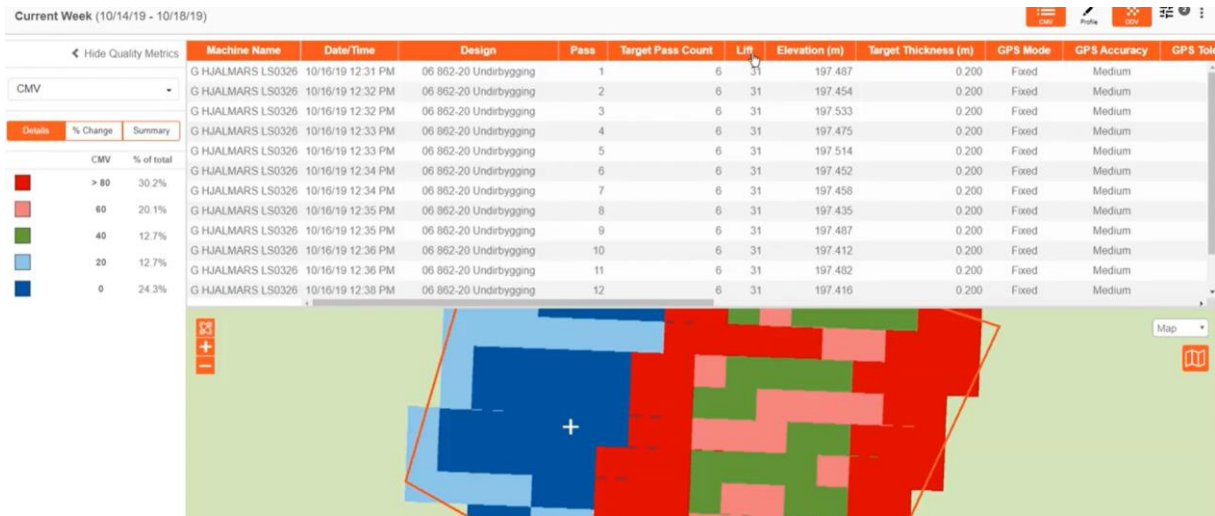 Current Week (10/14/19 - 10/18/19)
CMV Profile ODV
Hide Quality Metrics
CMV
Details % Change Summary
CMV % of total
> 80 30.2%
60 20.1%
40 12.7%
20 12.7%
0 24.3%
Machine Name Date/Time Design Pass Target Pass Count Lift Elevation (m) Target Thickness (m) GPS Mode GPS Accuracy GPS Tole
G HJALMARS LS0326 10/16/19 12:31 PM 06 862-20 Undirbygging 1 6 31 197.487 0.200 Fixed Medium
G HJALMARS LS0326 10/16/19 12:32 PM 06 862-20 Undirbygging 2 6 31 197.454 0.200 Fixed Medium
G HJALMARS LS0326 10/16/19 12:32 PM 06 862-20 Undirbygging 3 6 31 197.533 0.200 Fixed Medium
G HJALMARS LS0326 10/16/19 12:33 PM 06 862-20 Undirbygging 4 6 31 197.475 0.200 Fixed Medium
G HJALMARS LS0326 10/16/19 12:33 PM 06 862-20 Undirbygging 5 6 31 197.514 0.200 Fixed Medium
G HJALMARS LS0326 10/16/19 12:34 PM 06 862-20 Undirbygging 6 6 31 197.452 0.200 Fixed Medium
G HJALMARS LS0326 10/16/19 12:34 PM 06 862-20 Undirbygging 7 6 31 197.458 0.200 Fixed Medium
G HJALMARS LS0326 10/16/19 12:35 PM 06 862-20 Undirbygging 8 6 31 197.435 0.200 Fixed Medium
G HJALMARS LS0326 10/16/19 12:35 PM 06 862-20 Undirbygging 9 6 31 197.487 0.200 Fixed Medium
G HJALMARS LS0326 10/16/19 12:36 PM 06 862-20 Undirbygging 10 6 31 197.412 0.200 Fixed Medium
G HJALMARS LS0326 10/16/19 12:36 PM 06 862-20 Undirbygging 11 6 31 197.482 0.200 Fixed Medium
G HJALMARS LS0326 10/16/19 12:38 PM 06 862-20 Undirbygging 12 6 31 197.416 0.200 Fixed Medium
Map